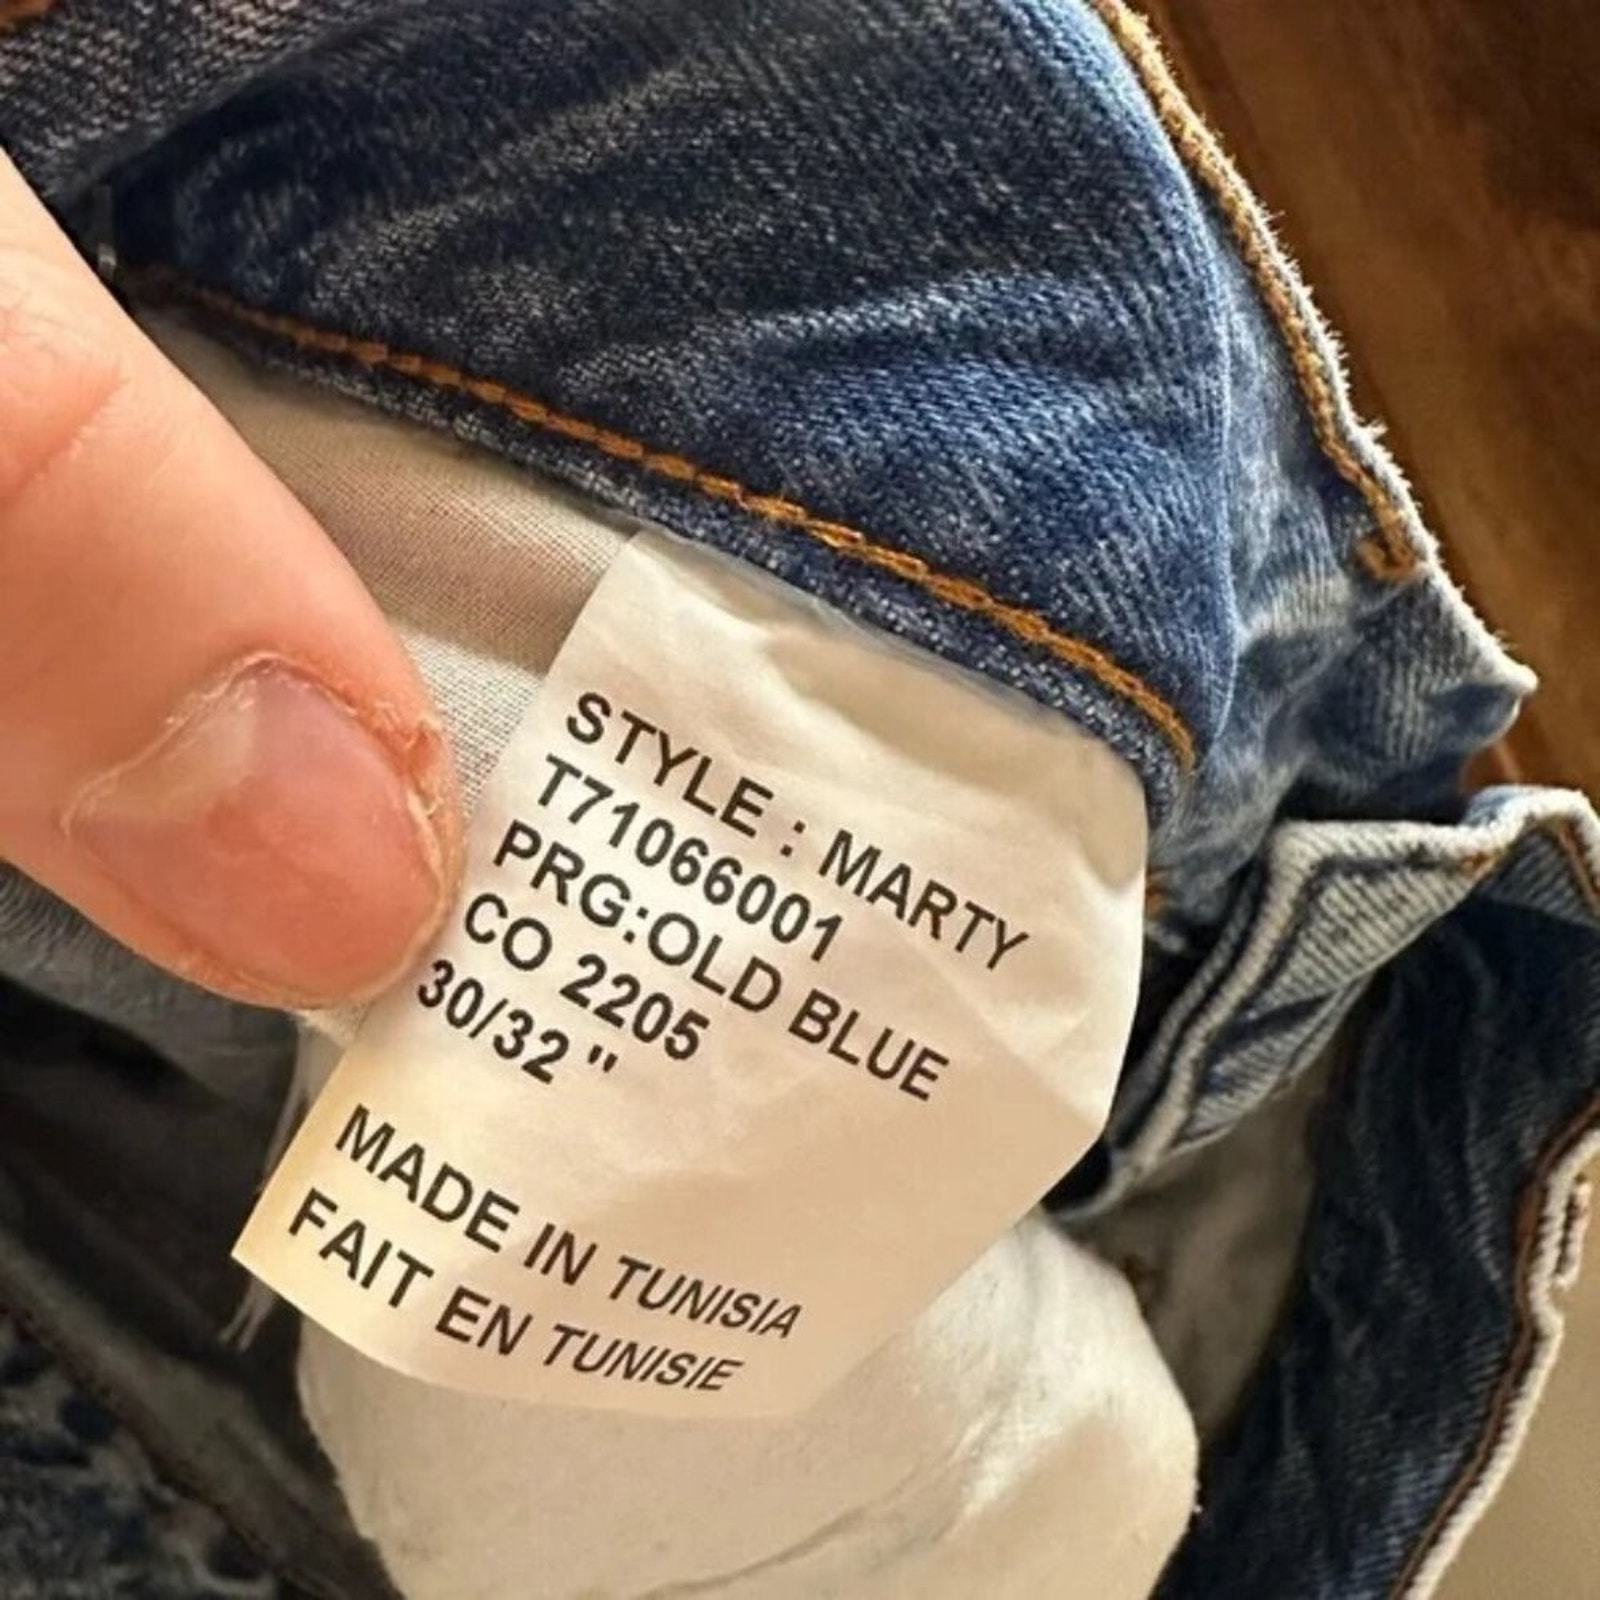 STYLE : MARTY
T71066001
PRG:OLD BLUE
CO 2205
30/32 "
MADE IN TUNISIA
FAIT EN TUNISIE